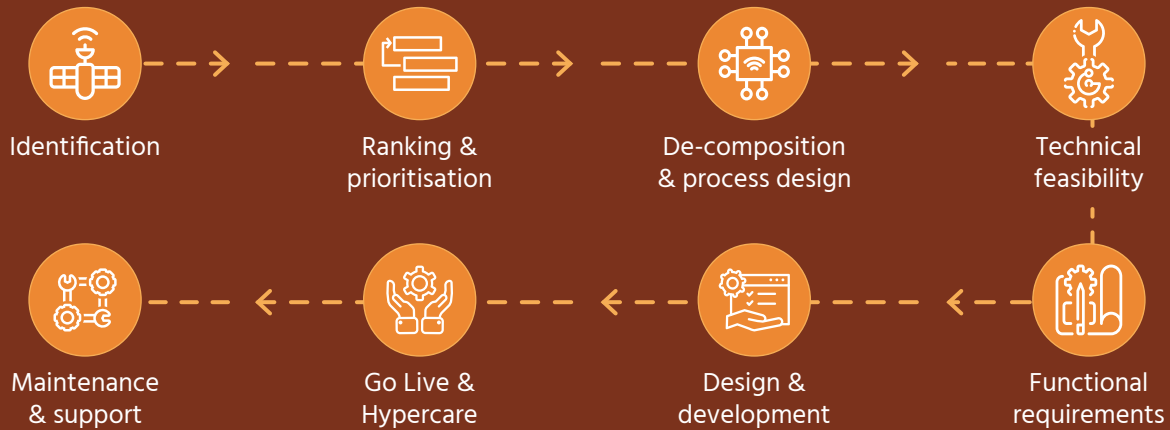 Identification
Ranking &
prioritisation
De-composition
& process design
Technical
feasibility
Functional
requirements
Design &
development
Go Live &
Hypercare
Maintenance
& support